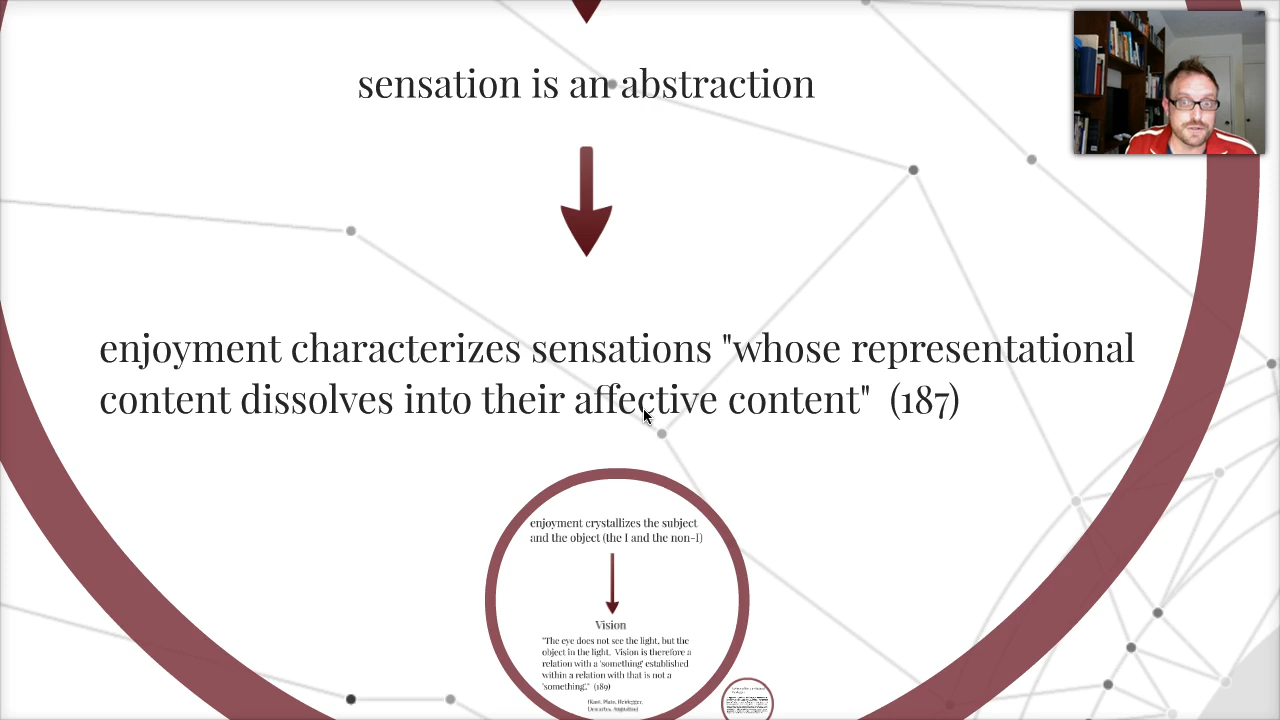 sensation is an abstraction
enjoyment characterizes sensations "whose representational
content dissolves into their affective content" (187)
enjoyment crystallizes the subject
and the object (the I and the non-I)
Vision
"The eye does not see the light, but the
object in the light. Vision is therefore a
relation with a 'something' established
within a relation with that is not a
'something.'" (189)
[Kant, Plato, Heidegger,
Descartes, Augustine]